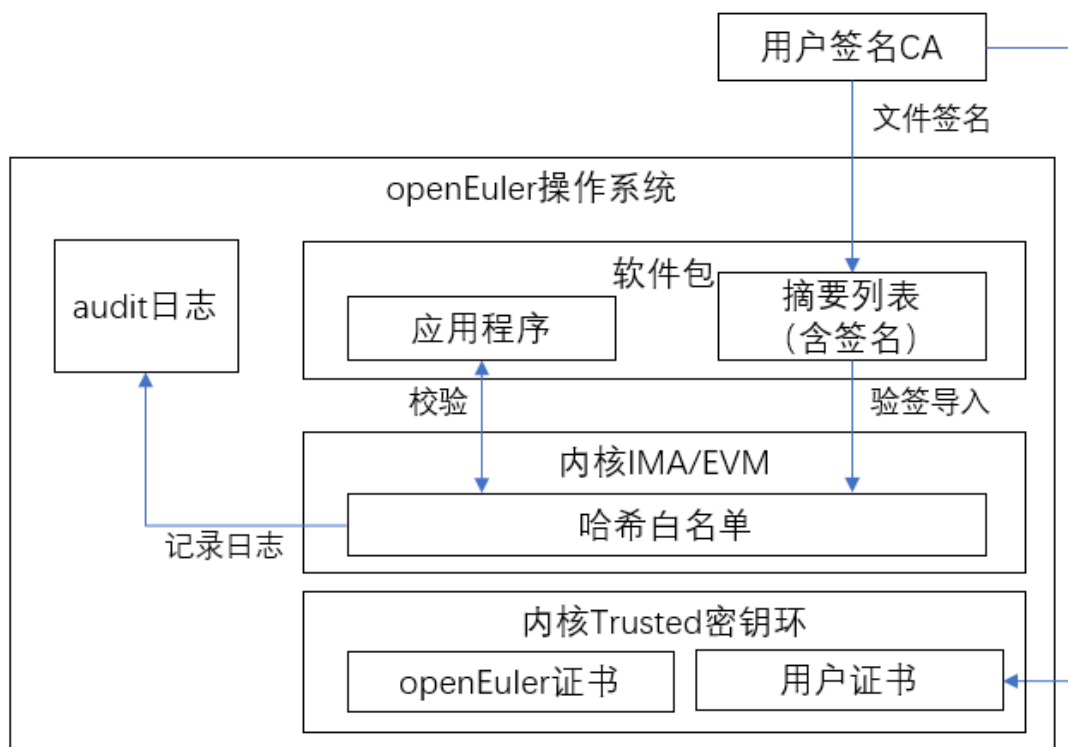 用户签名CA
文件签名
openEuler操作系统
audit日志
软件包
应用程序
摘要列表
（含签名）
校验
验签导入
内核IMA/EVM
哈希白名单
记录日志
内核Trusted密钥环
openEuler证书
用户证书